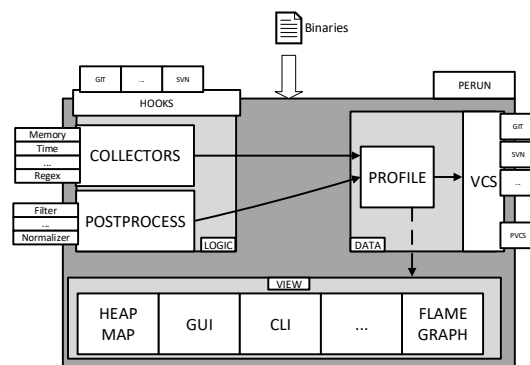 Binaries
GIT
...
SVN
HOOKS
PERUN
Memory
Time
...
Regex
COLLECTORS
Filter
...
Normalizer
POSTPROCESS
LOGIC
PROFILE
DATA
VCS
GIT
SVN
...
PVCS
VIEW
HEAP
MAP
GUI
CLI
...
FLAME
GRAPH